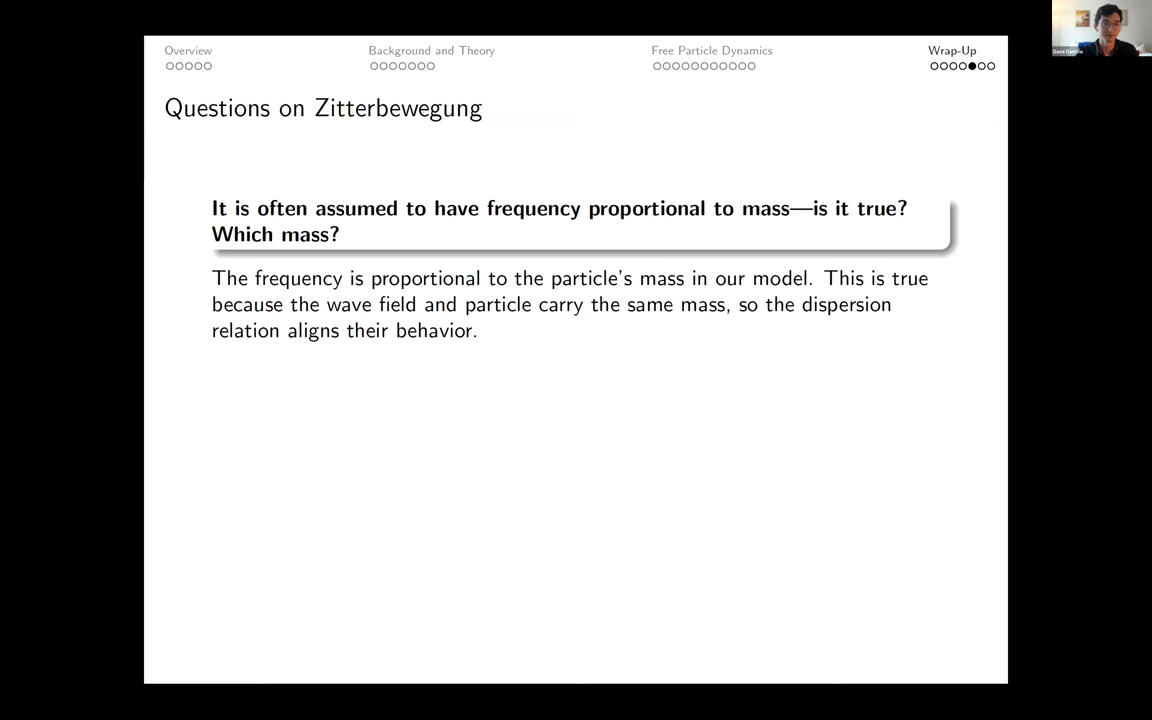 Overview Background and Theory Free Particle Dynamics Wrap-Up
Questions on Zitterbewegung
It is often assumed to have frequency proportional to mass—is it true?
Which mass?
The frequency is proportional to the particle's mass in our model. This is true
because the wave field and particle carry the same mass, so the dispersion
relation aligns their behavior.